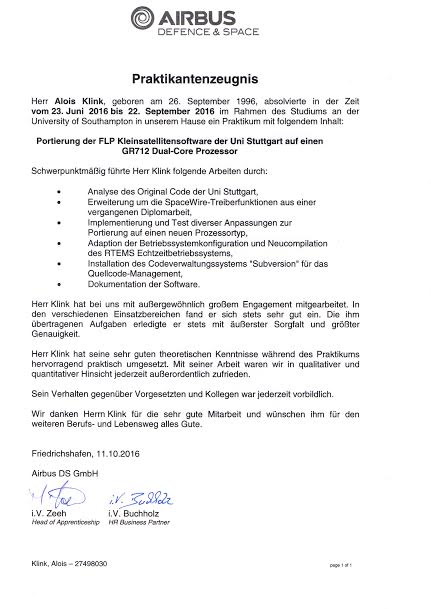 AIRBUS
DEFENCE & SPACE
Praktikantenzeugnis
Herr Alois Klink, geboren am 26. September 1996, absolvierte in der Zeit
vom 23. Juni 2016 bis 22. September 2016 im Rahmen des Studiums an der
University of Southampton in unserem Hause ein Praktikum mit folgendem Inhalt:
Portierung der FLP Kleinsatellitensoftware der Uni Stuttgart auf einen
GR712 Dual-Core Prozessor
Schwerpunktmäßig führte Herr Klink folgende Arbeiten durch:
• Analyse des Original Code der Uni Stuttgart,
• Erweiterung um die SpaceWire-Treiberfunktionen aus einer
vergangenen Diplomarbeit,
• Implementierung und Test diverser Anpassungen zur
Portierung auf einen neuen Prozessortyp,
• Adaption der Betriebssystemkonfiguration und Neucompilation
des RTEMS Echtzeitbetriebssystems,
• Installation des Codeverwaltungssystems "Subversion" für das
Quellcode-Management,
• Dokumentation der Software.
Herr Klink hat bei uns mit außergewöhnlich großem Engagement mitgearbeitet. In
den verschiedenen Einsatzbereichen fand er sich stets sehr gut ein. Die ihm
übertragenen Aufgaben erledigte er stets mit äußerster Sorgfalt und größter
Genauigkeit.
Herr Klink hat seine sehr guten theoretischen Kenntnisse während des Praktikums
hervorragend praktisch umgesetzt. Mit seiner Arbeit waren wir in qualitativer und
quantitativer Hinsicht jederzeit außerordentlich zufrieden.
Sein Verhalten gegenüber Vorgesetzten und Kollegen war jederzeit vorbildlich.
Wir danken Herrn Klink für die sehr gute Mitarbeit und wünschen ihm für den
weiteren Berufs- und Lebensweg alles Gute.
Friedrichshafen, 11.10.2016
Airbus DS GmbH
i.V. Buchholz
i.V. Zeeh i.V. Buchholz
Head of Apprenticeship HR Business Partner
Klink, Alois – 27498030
page 1 of 1